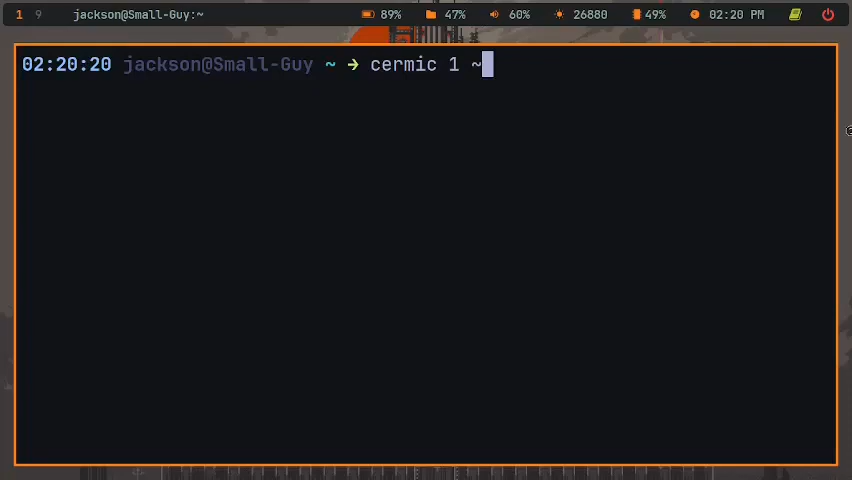 1 9 jackson@Small-Guy:~ 89% 47% 60% 26880 49% 02:20 PM
02:20:20 jackson@Small-Guy ~ → cermic 1 ~